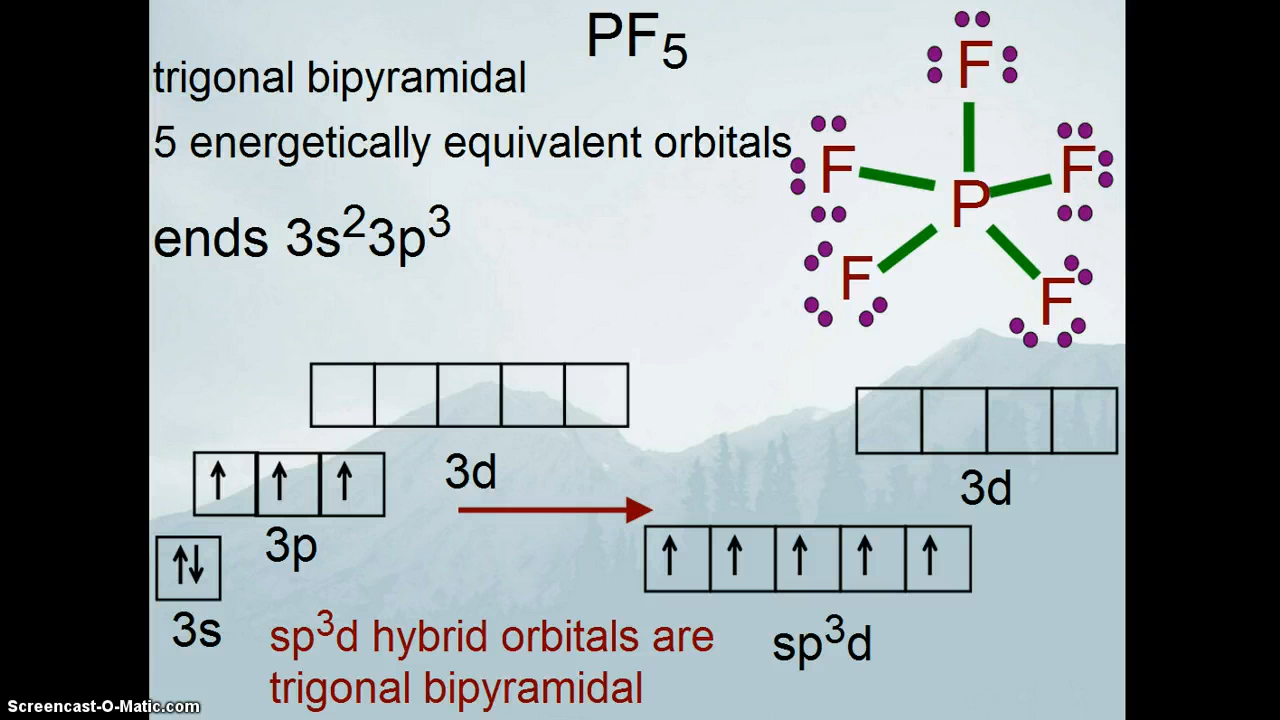 PF₅
trigonal bipyramidal
5 energetically equivalent orbitals
ends 3s²3p³
F
F
F
P
F
F
3d
3d
3p
3s
sp³d
sp³d hybrid orbitals are
trigonal bipyramidal
Screencast-O-Matic.com